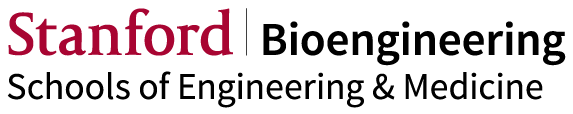 Stanford | Bioengineering
Schools of Engineering & Medicine